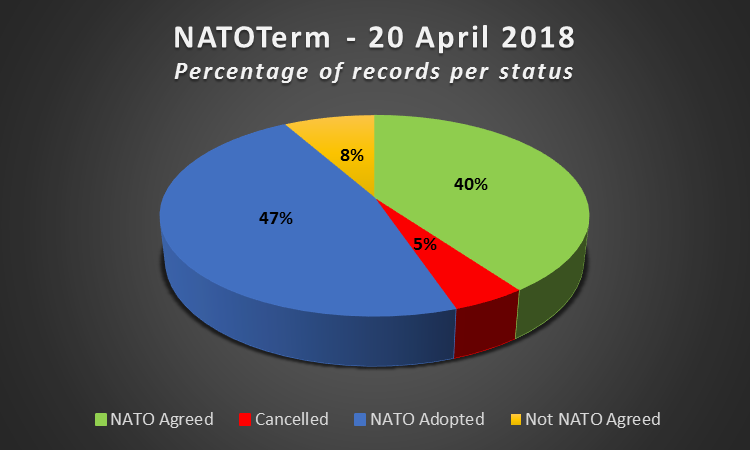 NATOTerm - 20 April 2018
Percentage of records per status
8%
40%
47%
5%
NATO Agreed Cancelled NATO Adopted Not NATO Agreed